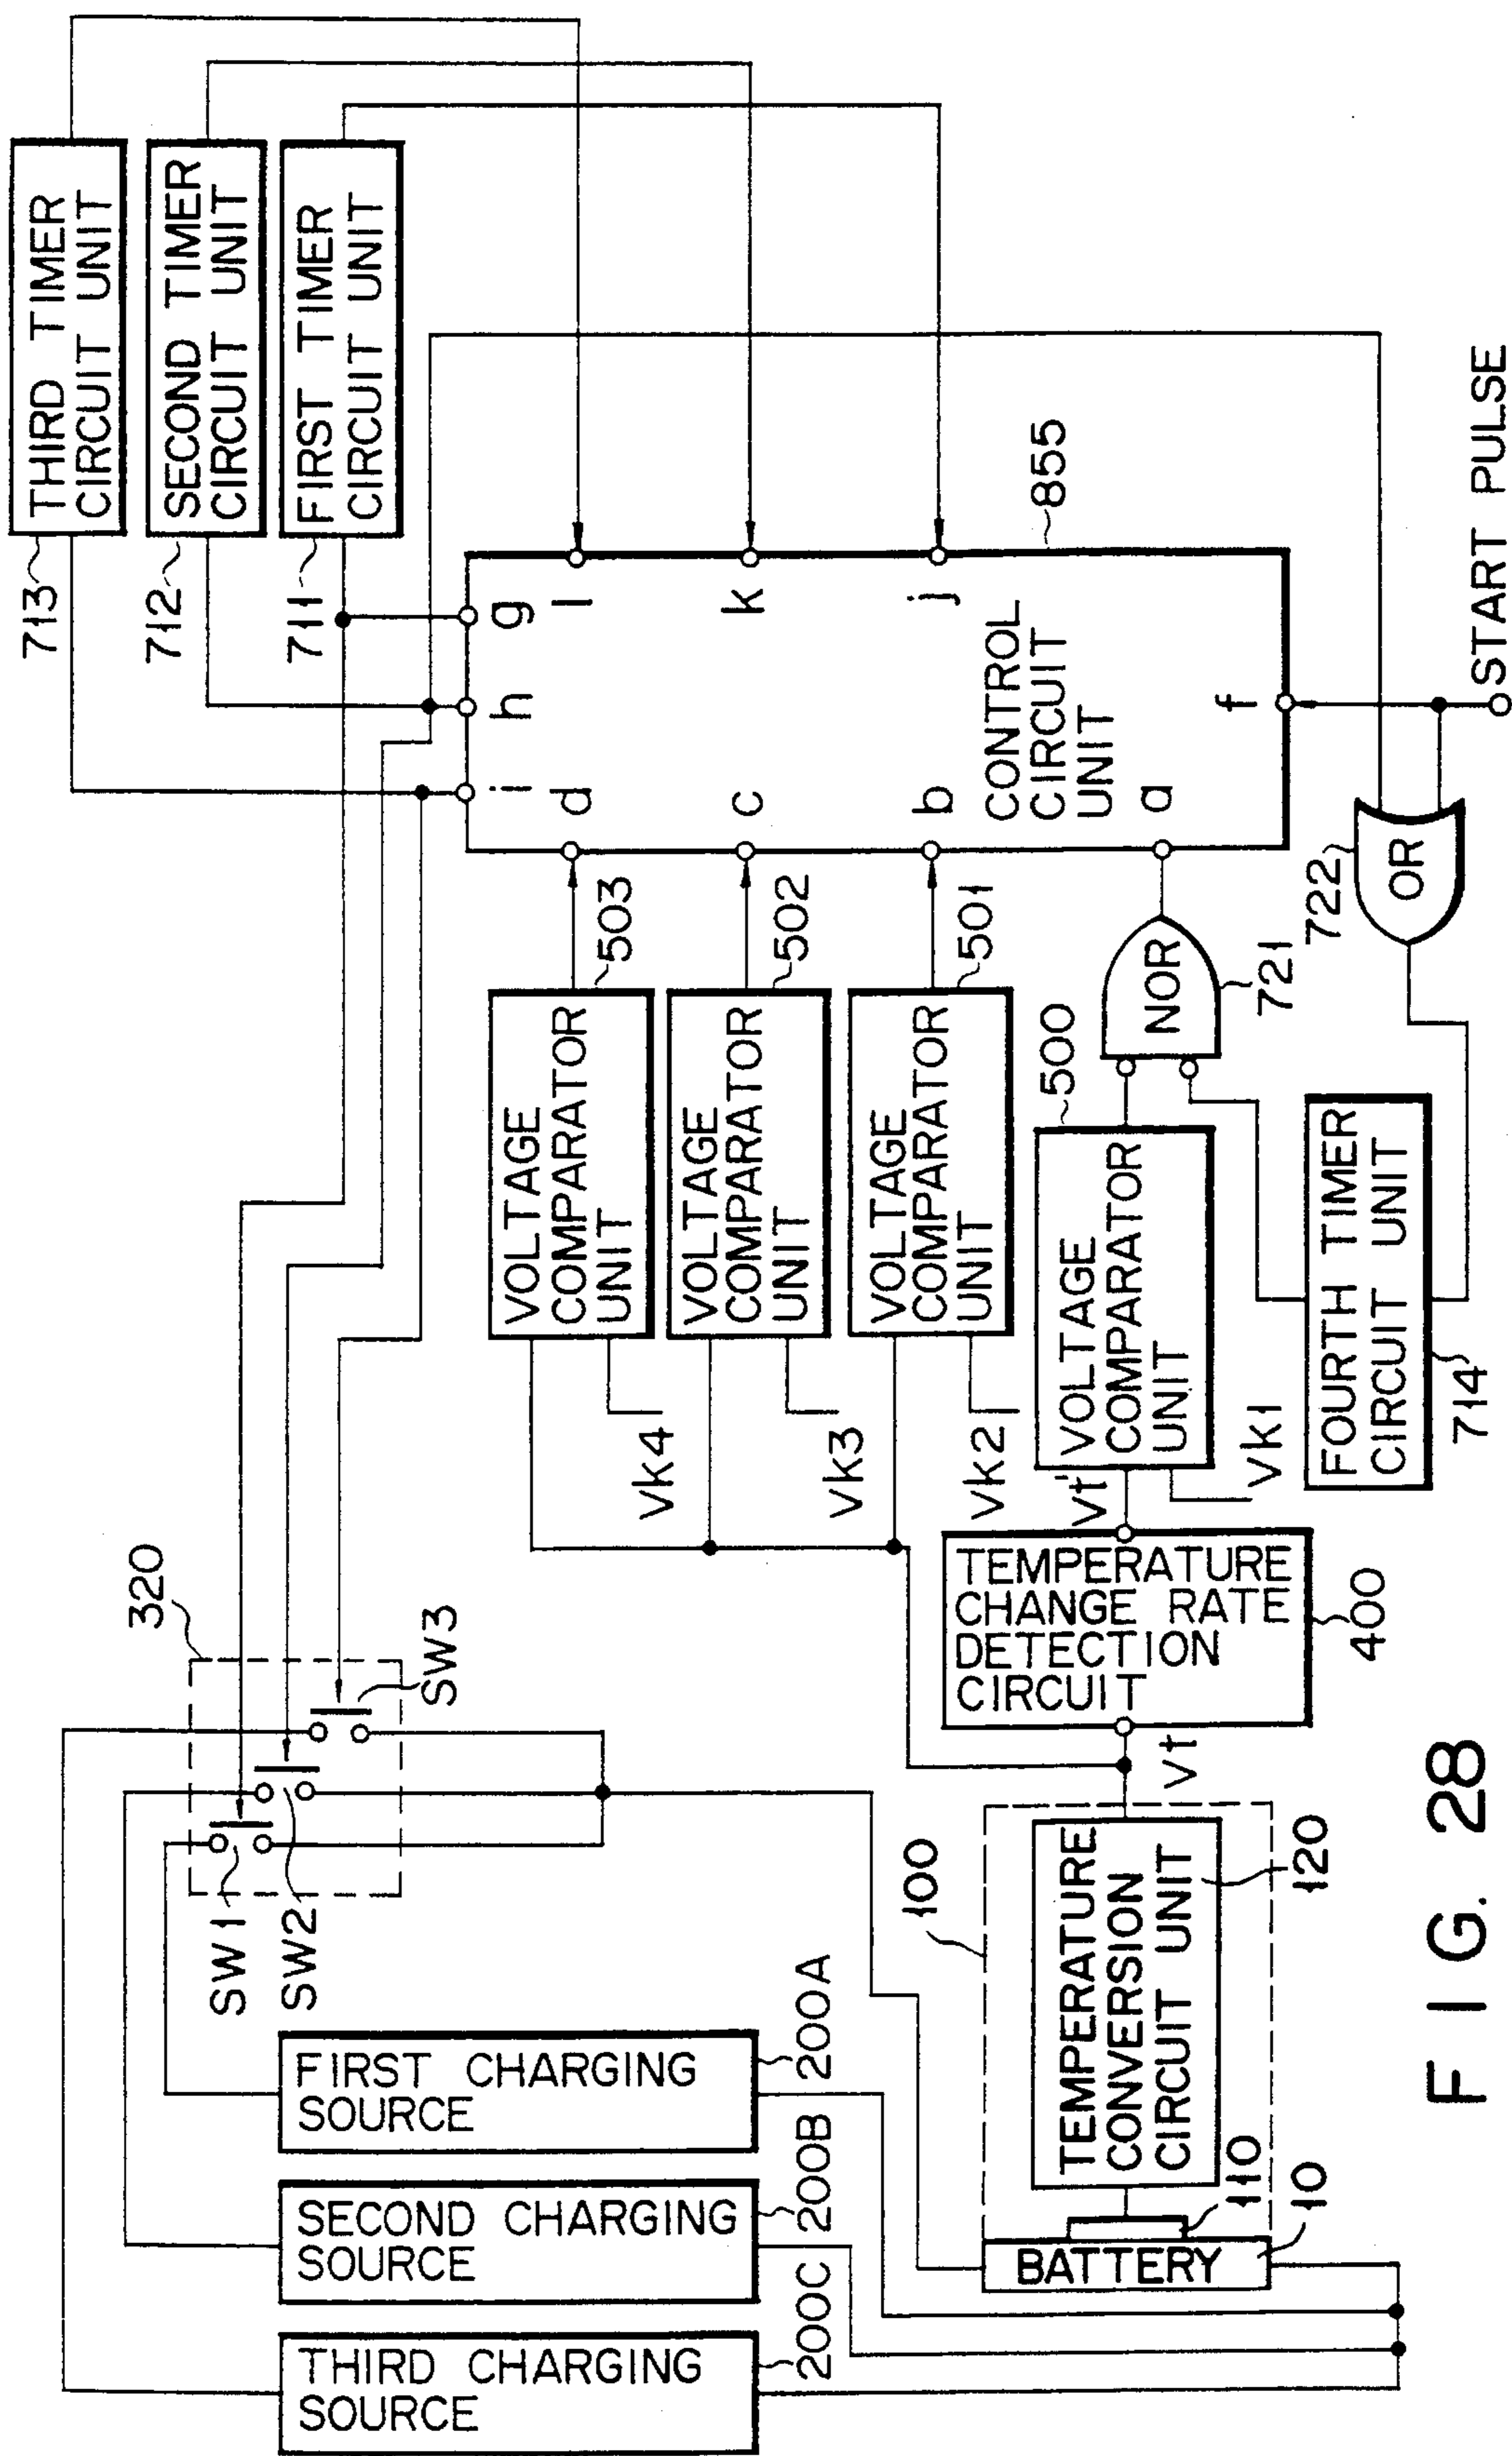 THIRD CHARGING
SOURCE
200C
SECOND CHARGING
SOURCE
200B
FIRST CHARGING
SOURCE
200A
SW1
SW2
SW3
320
BATTERY
10
110
TEMPERATURE
CONVERSION
CIRCUIT UNIT
120
100
Vt
TEMPERATURE
CHANGE RATE
DETECTION
CIRCUIT
400
Vt'
Vk1
Vk2
Vk3
Vk4
VOLTAGE
COMPARATOR
UNIT
503
VOLTAGE
COMPARATOR
UNIT
502
VOLTAGE
COMPARATOR
UNIT
501
VOLTAGE
COMPARATOR
UNIT
500
FOURTH TIMER
CIRCUIT UNIT
714
NOR
721
OR
722
START PULSE
CONTROL
CIRCUIT
UNIT
855
a
b
c
d
f
g
h
i
j
k
l
THIRD TIMER
CIRCUIT UNIT
713
SECOND TIMER
CIRCUIT UNIT
712
FIRST TIMER
CIRCUIT UNIT
711
FIG. 28